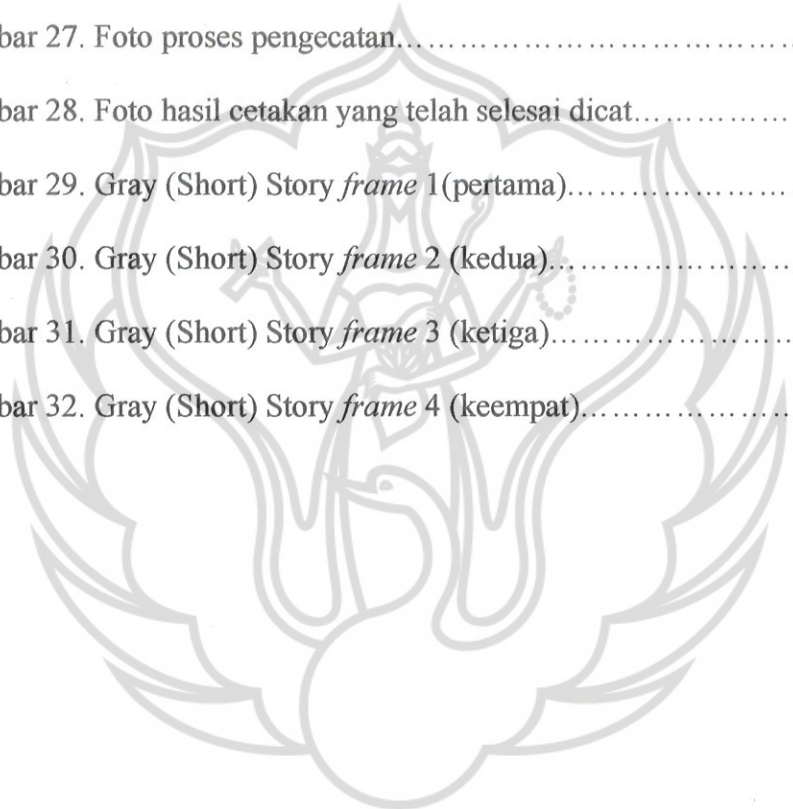 bar 27. Foto proses pengecatan..............................
bar 28. Foto hasil cetakan yang telah selesai dicat...............
bar 29. Gray (Short) Story frame 1(pertama).....................
bar 30. Gray (Short) Story frame 2 (kedua).......................
bar 31. Gray (Short) Story frame 3 (ketiga).......................
bar 32. Gray (Short) Story frame 4 (keempat)....................